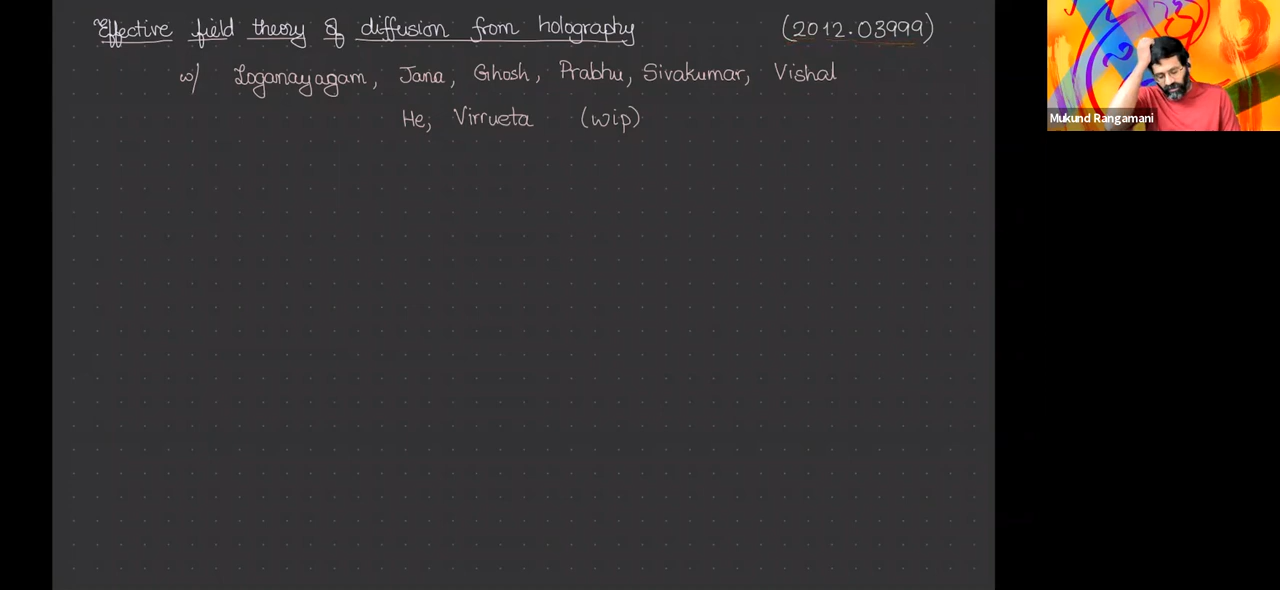 Effective field theory of diffusion from holography (2012.03999)
w/ Loganayagam, Jana, Ghosh, Prabhu, Sivakumar, Vishal
He, Virrueta (wip)
Mukund Rangamani